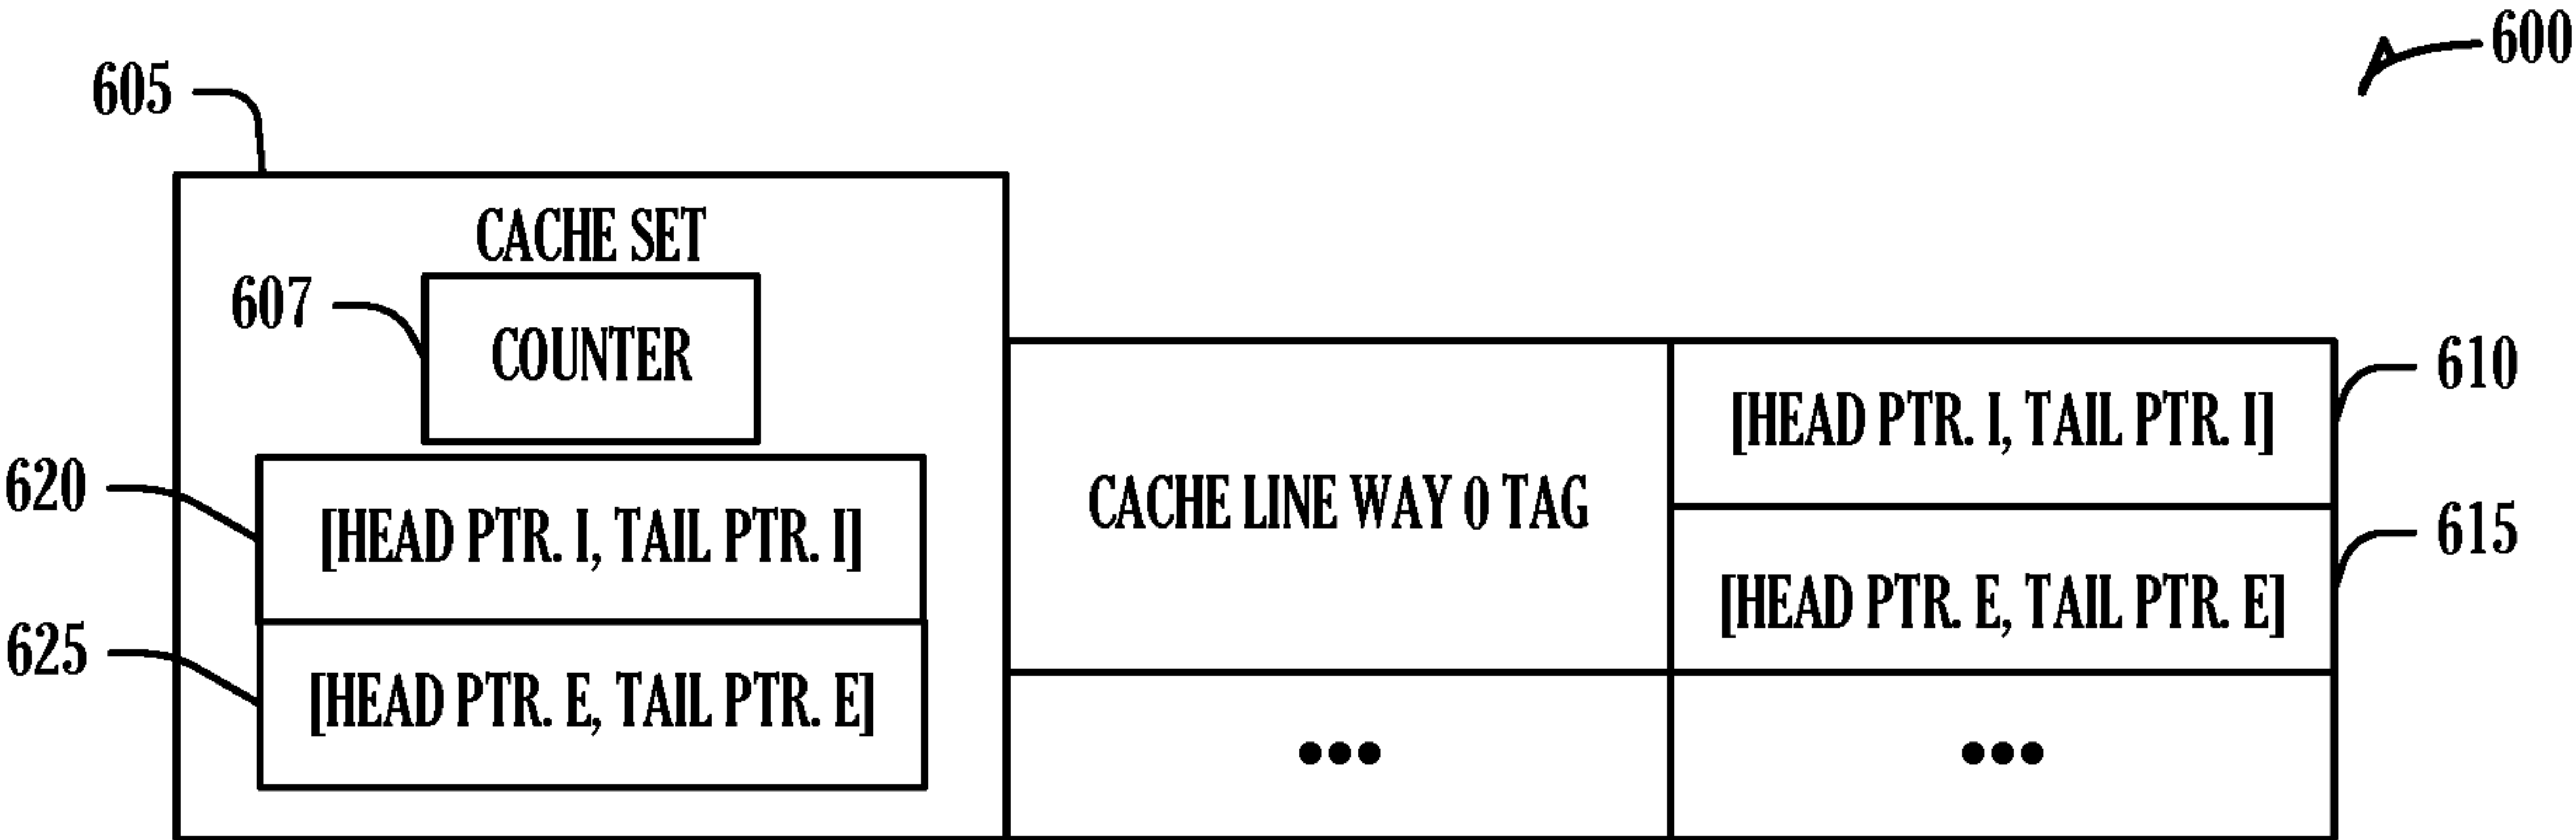 600
605
CACHE SET
607
COUNTER
610
[HEAD PTR. I, TAIL PTR. I]
620
[HEAD PTR. I, TAIL PTR. I]
CACHE LINE WAY 0 TAG
615
[HEAD PTR. E, TAIL PTR. E]
625
[HEAD PTR. E, TAIL PTR. E]
•••
•••